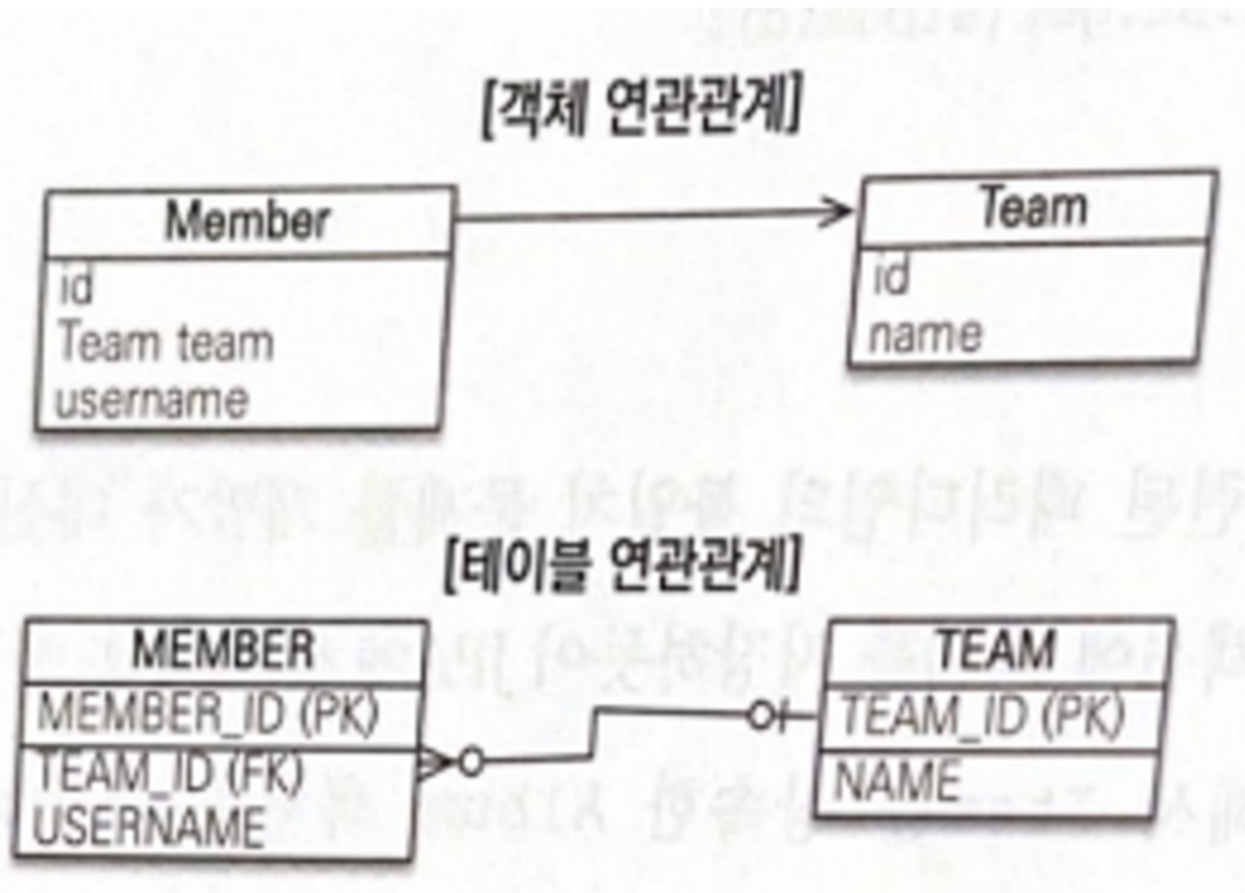 [객체 연관관계]
Member
id
Team team
username
Team
id
name
[테이블 연관관계]
MEMBER
MEMBER_ID (PK)
TEAM_ID (FK)
USERNAME
TEAM
TEAM_ID (PK)
NAME